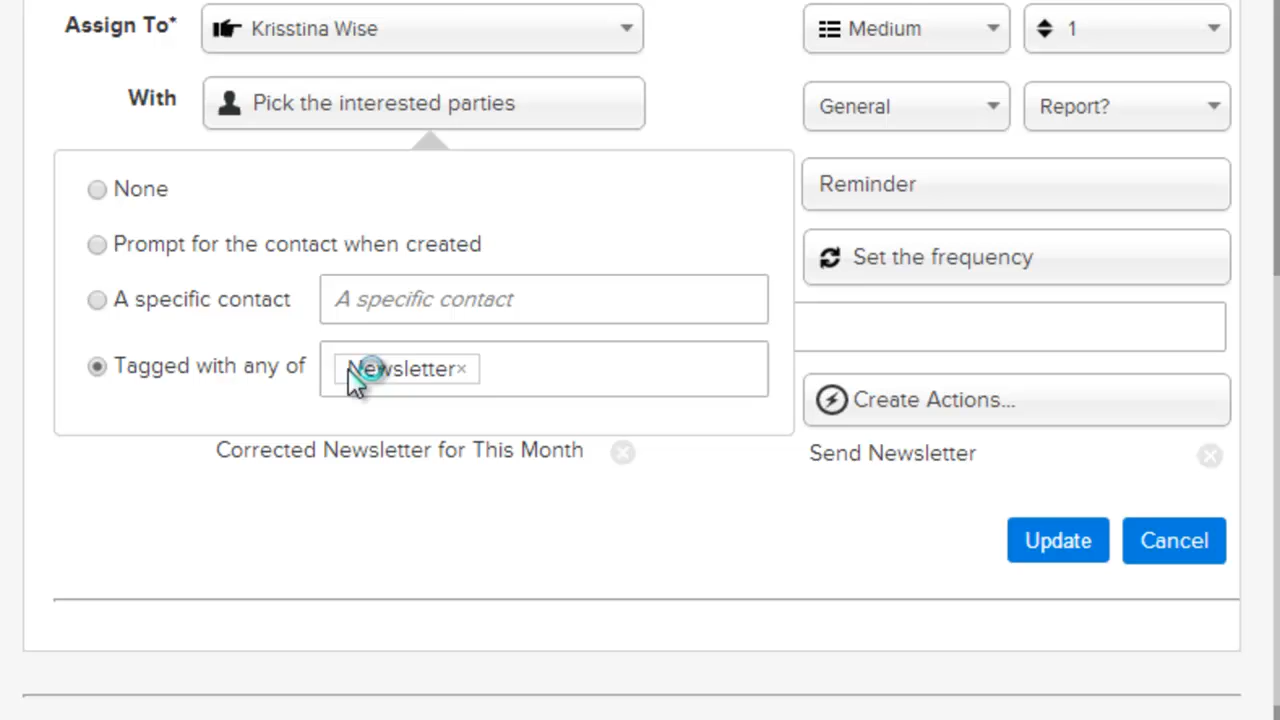 Assign To*
Krisstina Wise
Medium
1
With
Pick the interested parties
General
Report?
None
Reminder
Prompt for the contact when created
Set the frequency
A specific contact
A specific contact
Tagged with any of
Newsletter×
Create Actions...
Corrected Newsletter for This Month
Send Newsletter
Update
Cancel